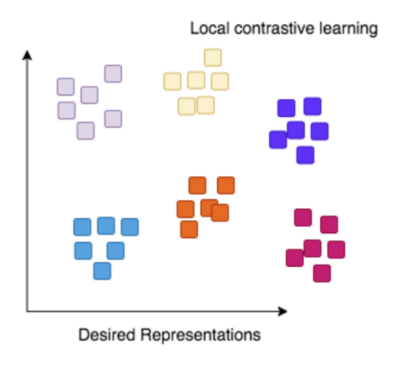 Local contrastive learning
Desired Representations